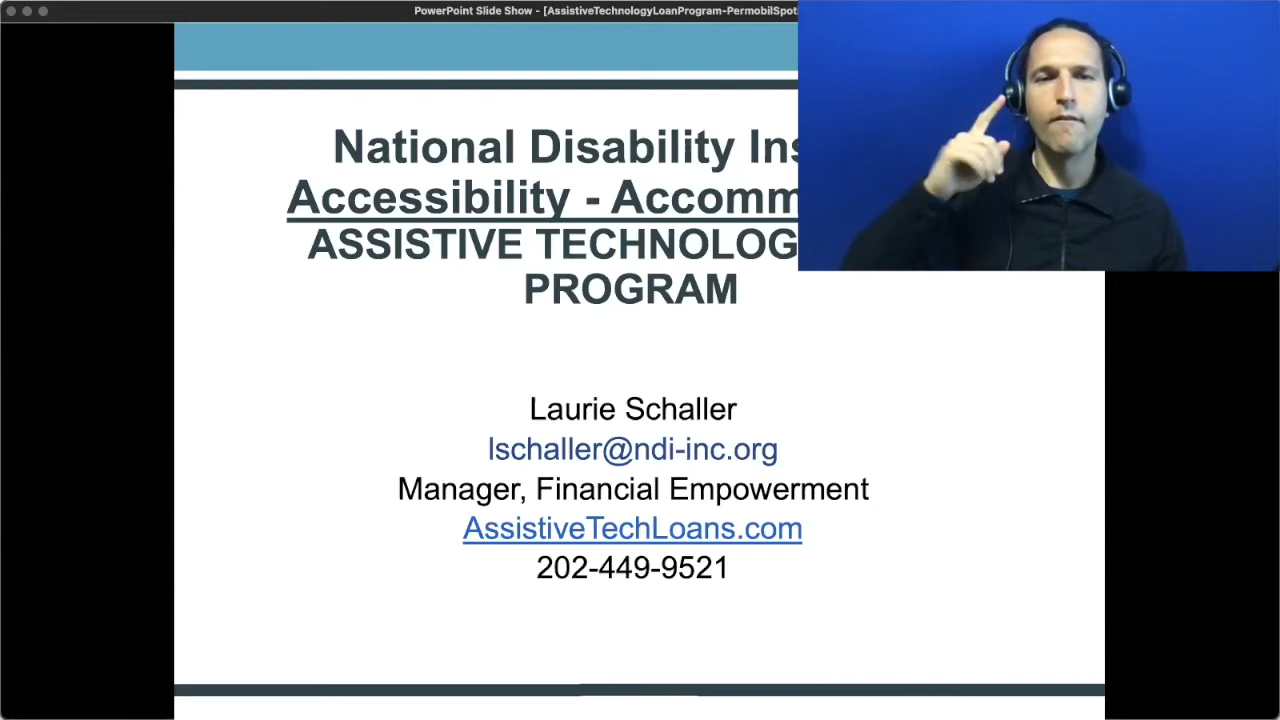 PowerPoint Slide Show - [AssistiveTechnologyLoanProgram-PermobilSpot
National Disability Ins
Accessibility - Accomm
ASSISTIVE TECHNOLOG
PROGRAM
Laurie Schaller
lschaller@ndi-inc.org
Manager, Financial Empowerment
AssistiveTechLoans.com
202-449-9521